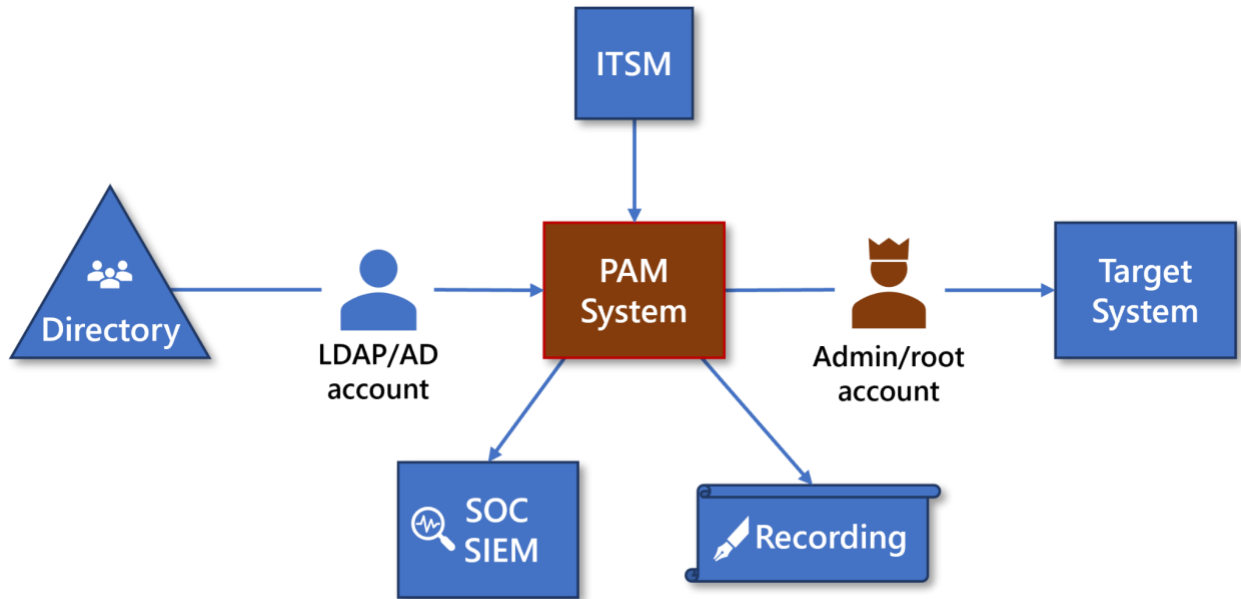 ITSM
Directory
LDAP/AD
account
PAM
System
Admin/root
account
Target
System
SOC
SIEM
Recording